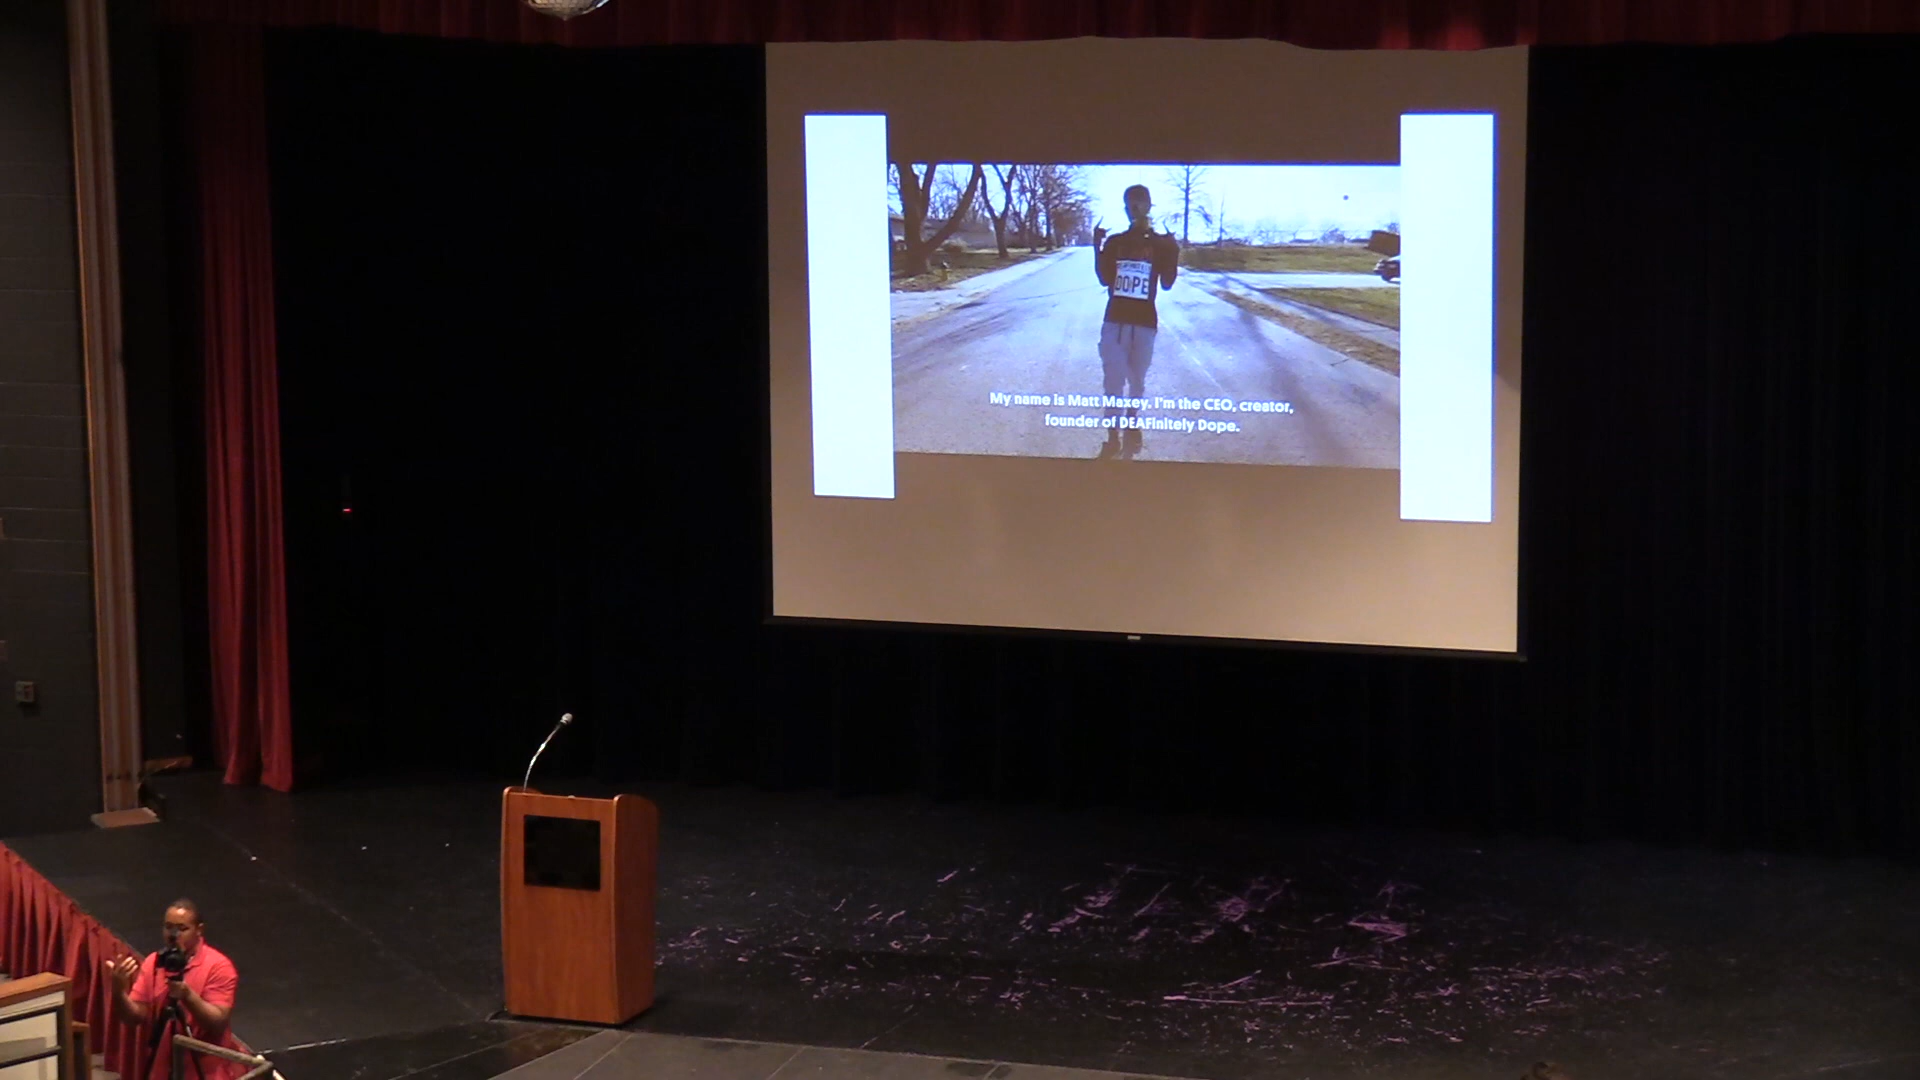 DOPE
My name is Matt Maxey. I'm the CEO, creator,
founder of DEAFinitely Dope.